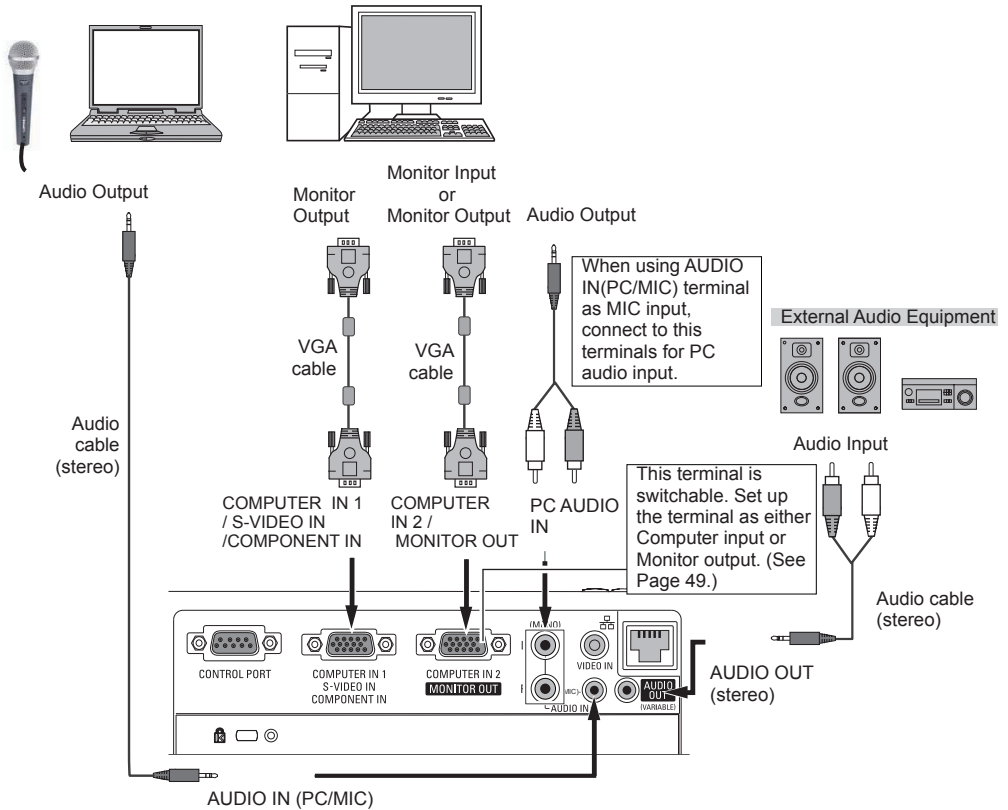 Audio Output
Monitor
Output
Monitor Input
or
Monitor Output
Audio Output
When using AUDIO
IN(PC/MIC) terminal
as MIC input,
connect to this
terminals for PC
audio input.
External Audio Equipment
VGA
cable
VGA
cable
Audio
cable
(stereo)
Audio Input
COMPUTER IN 1
/ S-VIDEO IN
/COMPONENT IN
COMPUTER
IN 2 /
MONITOR OUT
PC AUDIO
IN
This terminal is
switchable. Set up
the terminal as either
Computer input or
Monitor output. (See
Page 49.)
Audio cable
(stereo)
CONTROL PORT
COMPUTER IN 1
S-VIDEO IN
COMPONENT IN
COMPUTER IN 2
MONITOR OUT
(MONO)
VIDEO IN
MIC)
AUDIO IN
AUDIO
OUT
(VARIABLE)
AUDIO OUT
(stereo)
AUDIO IN (PC/MIC)